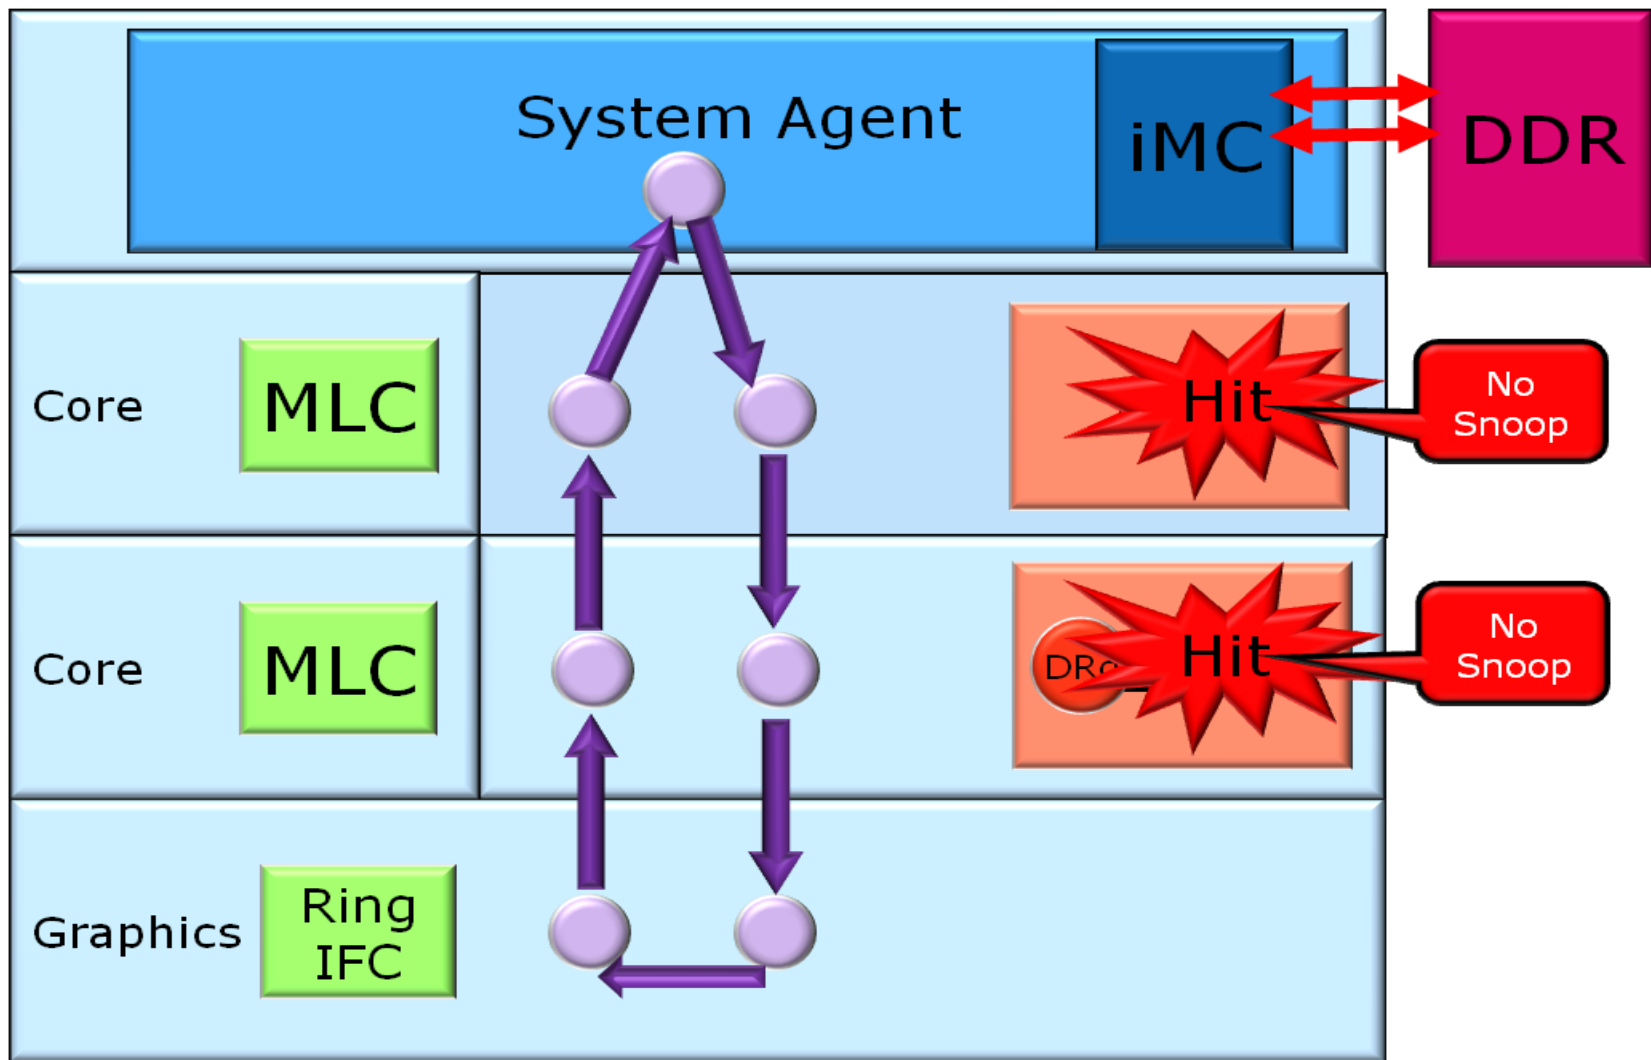 System Agent
iMC
DDR
Core
MLC
Hit
No
Snoop
Core
MLC
Hit
No
Snoop
Graphics
Ring
IFC